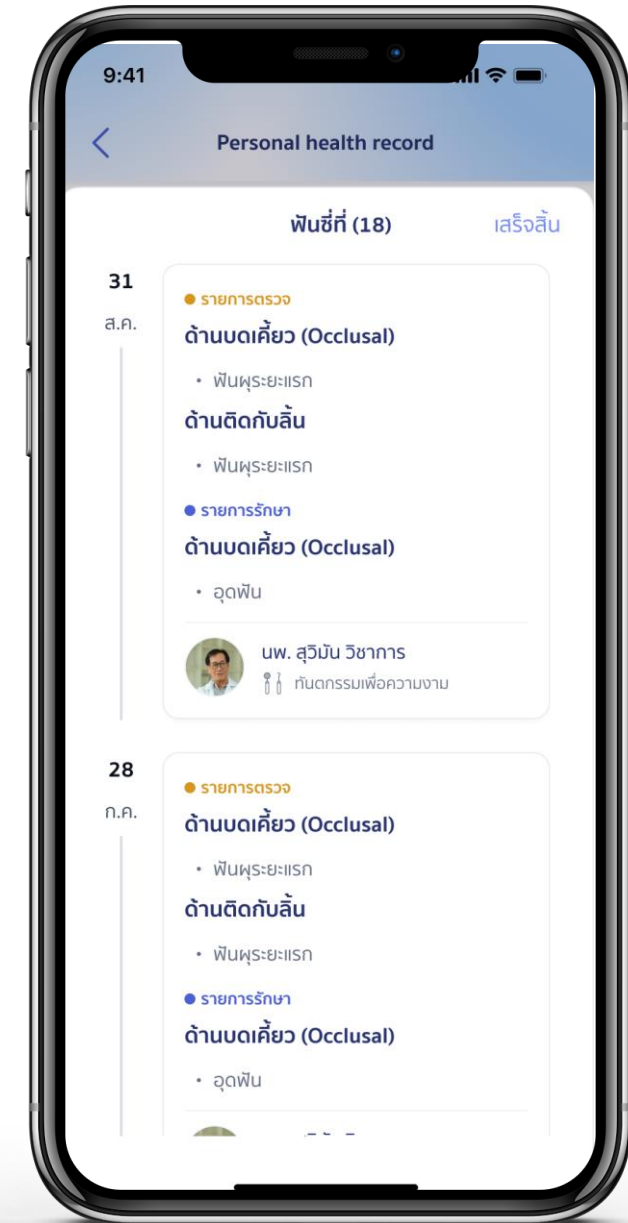 9:41
Personal health record
ฟันซี่ที่ (18)
เสร็จสิ้น
31
ส.ค.
รายการตรวจ
ด้านบดเคี้ยว (Occlusal)
• ฟันผุระยะแรก
ด้านติดกับลิ้น
• ฟันผุระยะแรก
รายการรักษา
ด้านบดเคี้ยว (Occlusal)
• อุดฟัน
นพ. สุวิมัน วิชาการ
ทันตกรรมเพื่อความงาม
28
ก.ค.
รายการตรวจ
ด้านบดเคี้ยว (Occlusal)
• ฟันผุระยะแรก
ด้านติดกับลิ้น
• ฟันผุระยะแรก
รายการรักษา
ด้านบดเคี้ยว (Occlusal)
• อุดฟัน